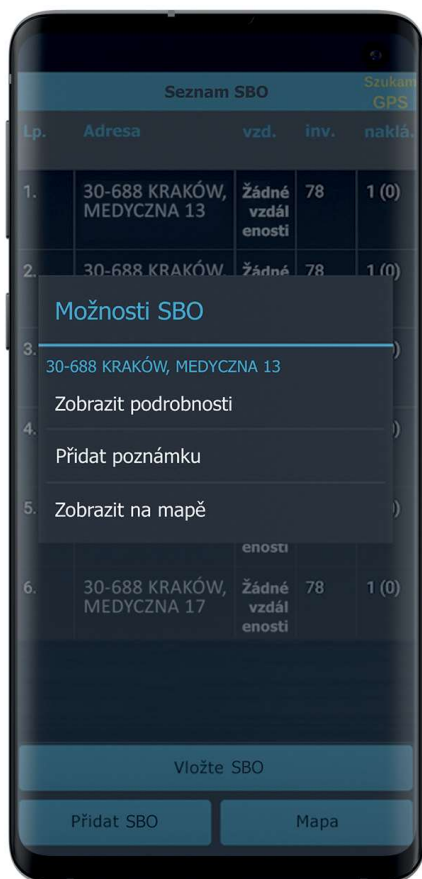 Seznam SBO
Szukam
GPS
Lp. Adresa vzd. inv. naklá.
1. 30-688 KRAKÓW, Žádné 78 1 (0)
MEDYCZNA 13 vzdál
enosti
2. 30-688 KRAKÓW, Žádné 78 1 (0)
Možnosti SBO
3. )
30-688 KRAKÓW, MEDYCZNA 13
Zobrazit podrobnosti
4. )
Přidat poznámku
5. Zobrazit na mapě )
enosti
6. 30-688 KRAKÓW, Žádné 78 1 (0)
MEDYCZNA 17 vzdál
enosti
Vložte SBO
Přidat SBO Mapa